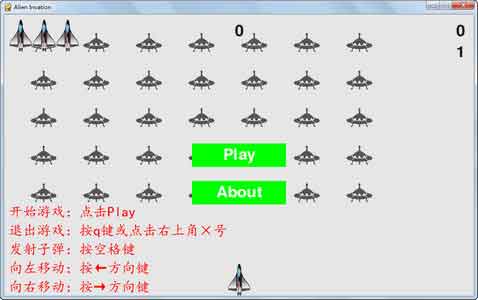 Alien Invation
0
0
1
Play
About
开始游戏：点击Play
退出游戏：按q键或点击右上角×号
发射子弹：按空格键
向左移动：按←方向键
向右移动：按→方向键